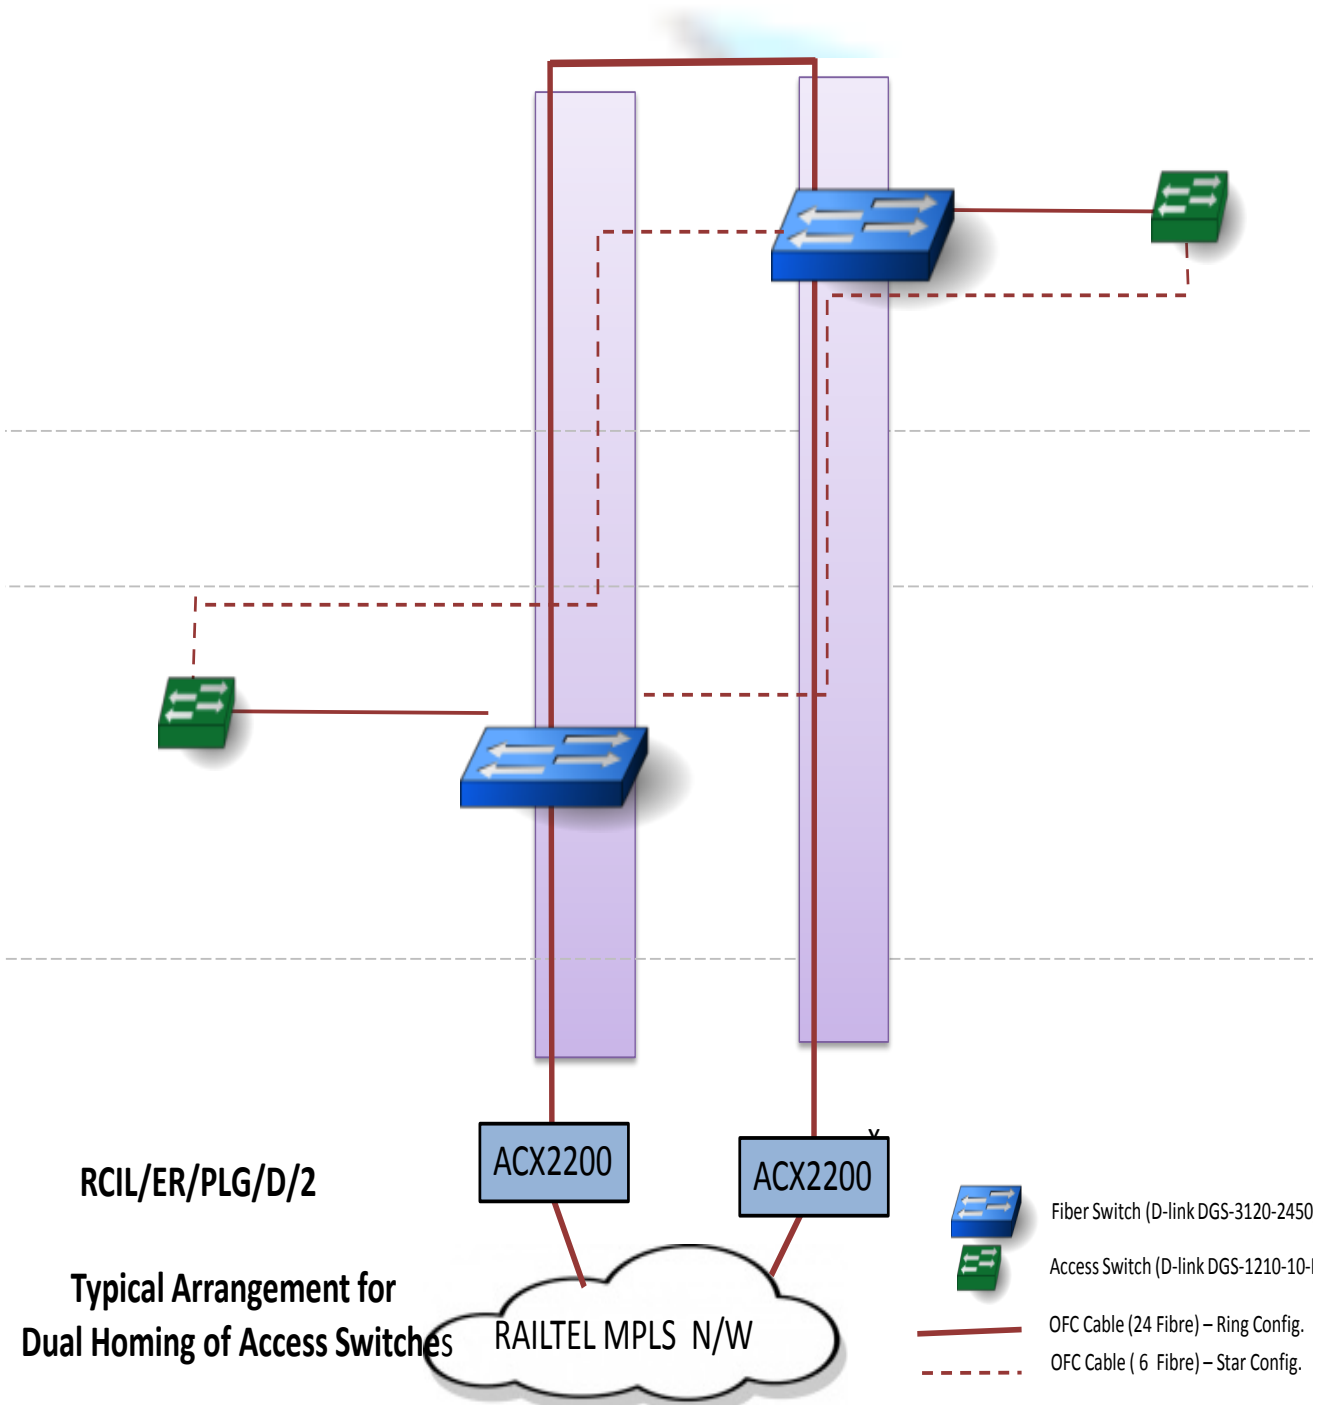 ACX2200
ACX2200
RCIL/ER/PLG/D/2
Fiber Switch (D-link DGS-3120-2450
Access Switch (D-link DGS-1210-10-
Typical Arrangement for
Dual Homing of Access Switches
RAILTEL MPLS N/W
OFC Cable (24 Fibre) – Ring Config.
OFC Cable ( 6 Fibre) – Star Config.